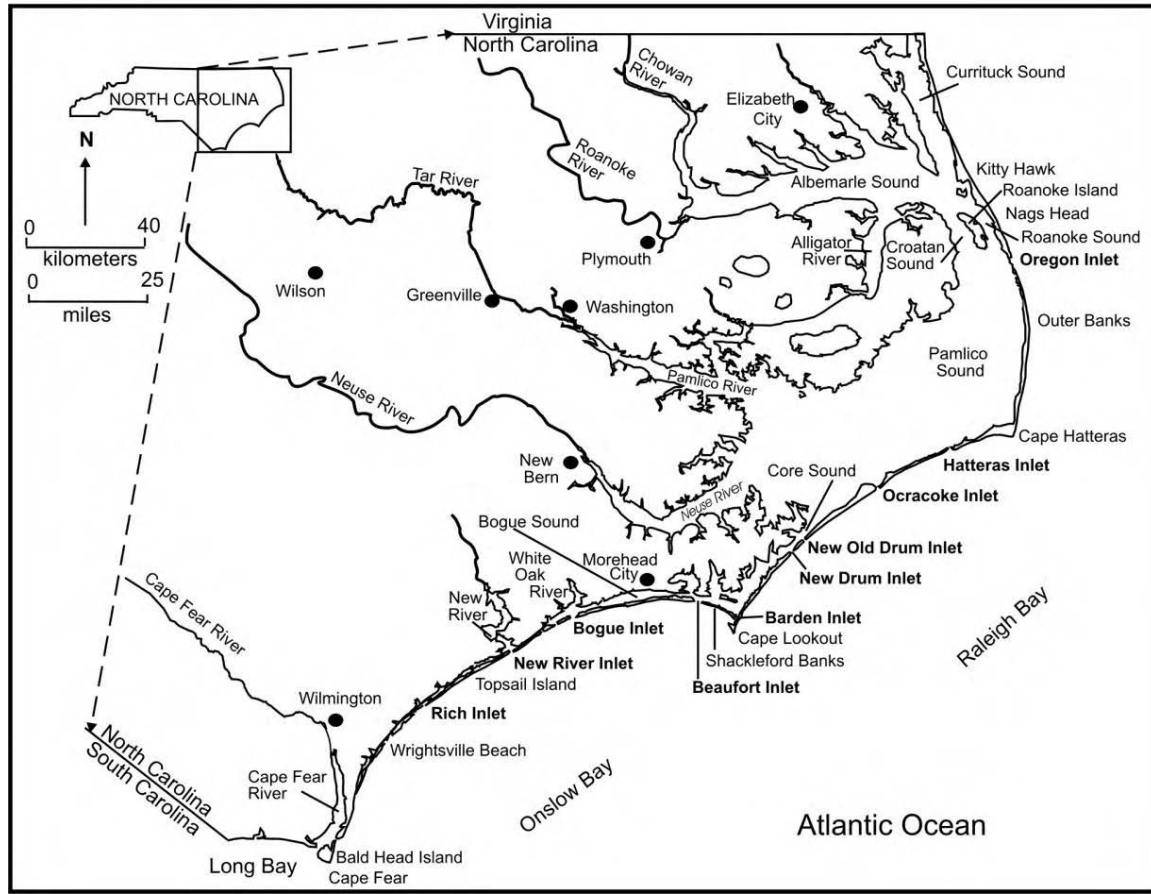 Virginia
North Carolina
Chowan
River
Currituck Sound
NORTH CAROLINA
Elizabeth
City
N
Roanoke
River
Kitty Hawk
Tar River
Albemarle Sound
Roanoke Island
Nags Head
0 40
kilometers
Alligator
River
Croatan
Sound
Roanoke Sound
Plymouth
Oregon Inlet
0 25
miles
Wilson
Greenville
Washington
Outer Banks
Pamlico
Sound
Pamlico River
Neuse River
Cape Hatteras
New
Bern
Hatteras Inlet
Core Sound
Ocracoke Inlet
Neuse River
Bogue Sound
New Old Drum Inlet
White
Oak
River
Morehead
City
New Drum Inlet
Cape Fear River
New
River
Barden Inlet
Bogue Inlet
Cape Lookout
Raleigh Bay
New River Inlet
Shackleford Banks
Topsail Island
Beaufort Inlet
Wilmington
Rich Inlet
North Carolina
South Carolina
Wrightsville Beach
Cape Fear
River
Onslow Bay
Atlantic Ocean
Long Bay
Bald Head Island
Cape Fear